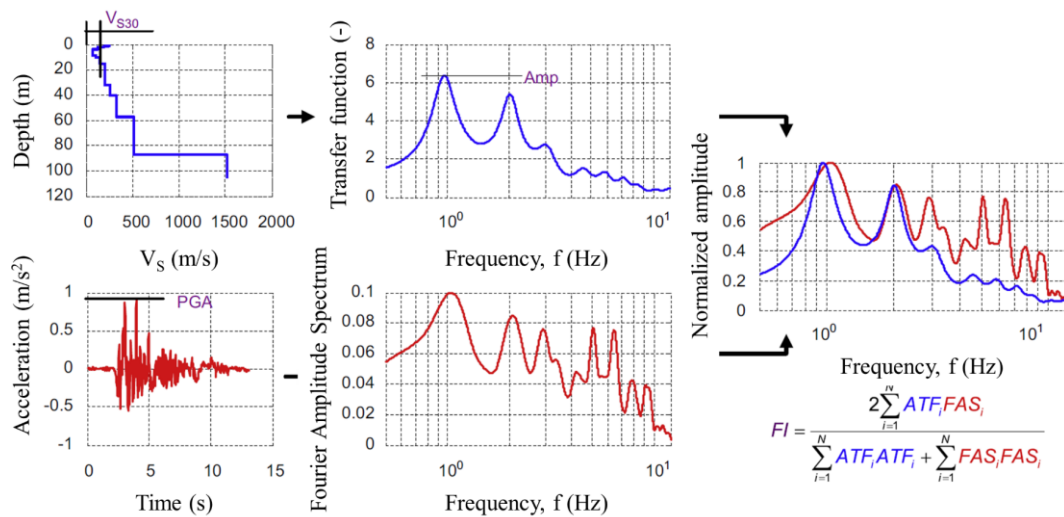 V_S30
0
20
40
60
80
100
120
Depth (m)
0 500 1000 1500 2000
V_S (m/s)
8
6
4
2
0
Transfer function (-)
Amp
10^0 10^1
Frequency, f (Hz)
1
0.5
0
-0.5
-1
Acceleration (m/s²)
PGA
0 5 10 15
Time (s)
0.1
0.08
0.06
0.04
0.02
0
Fourier Amplitude Spectrum
10^0 10^1
Frequency, f (Hz)
1
0.8
0.6
0.4
0.2
0
Normalized amplitude
10^0 10^1
Frequency, f (Hz)
FI = 2∑_{i=1}^{N} ATF_i FAS_i / (∑_{i=1}^{N} ATF_i ATF_i + ∑_{i=1}^{N} FAS_i FAS_i)